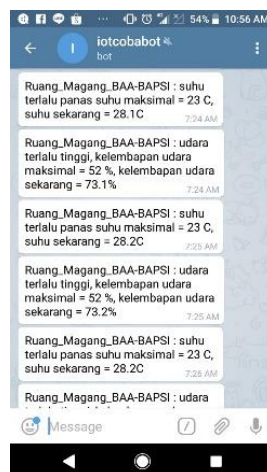 54% 10:56 AM
I
iotcobabot
bot
Ruang_Magang_BAA-BAPSI : suhu
terlalu panas suhu maksimal = 23 C,
suhu sekarang = 28.1C
7:24 AM
Ruang_Magang_BAA-BAPSI : udara
terlalu tinggi, kelembapan udara
maksimal = 52 %, kelembapan udara
sekarang = 73.1%
7:24 AM
Ruang_Magang_BAA-BAPSI : suhu
terlalu panas suhu maksimal = 23 C,
suhu sekarang = 28.2C
7:25 AM
Ruang_Magang_BAA-BAPSI : udara
terlalu tinggi, kelembapan udara
maksimal = 52 %, kelembapan udara
sekarang = 73.2%
7:25 AM
Ruang_Magang_BAA-BAPSI : suhu
terlalu panas suhu maksimal = 23 C,
suhu sekarang = 28.2C
7:26 AM
Ruang_Magang_BAA-BAPSI : udara
Message